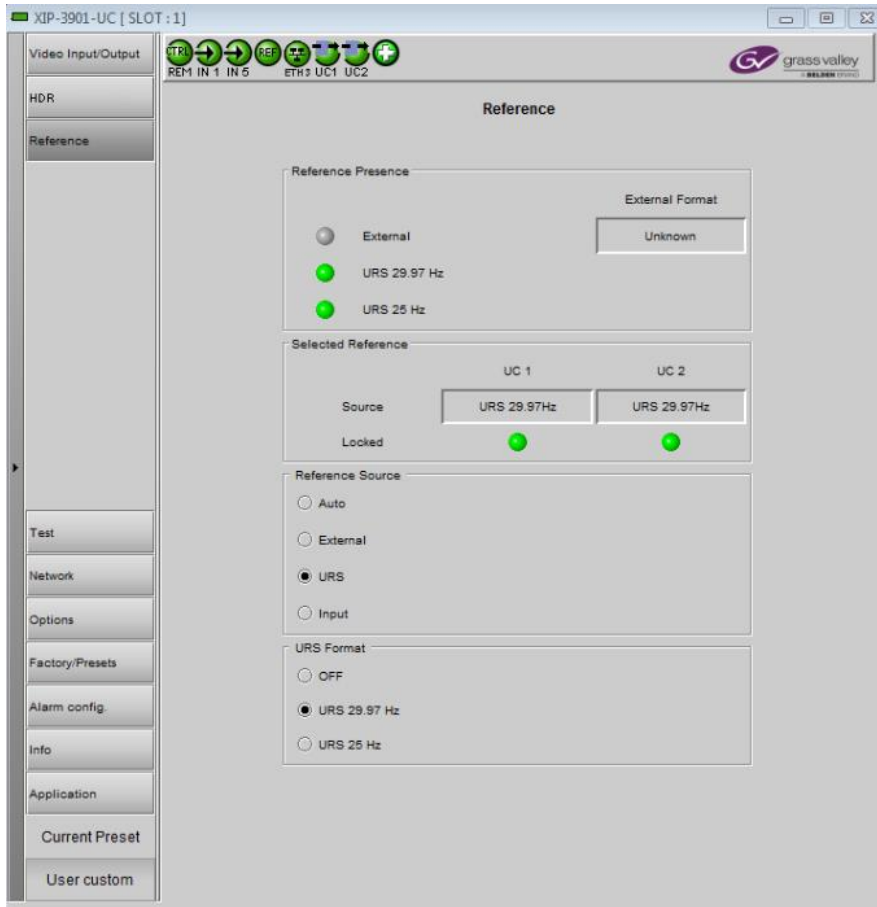 XIP-3901-UC [ SLOT : 1]
Video Input/Output
HDR
Reference
Test
Network
Options
Factory/Presets
Alarm config.
Info
Application
Current Preset
User custom
CTRL REF
REM IN 1 IN 5 ETH3 UC1 UC2
grass valley
A BELDEN BRAND
Reference
Reference Presence
External Format
External Unknown
URS 29.97 Hz
URS 25 Hz
Selected Reference
UC 1 UC 2
Source URS 29.97Hz URS 29.97Hz
Locked
Reference Source
Auto
External
URS
Input
URS Format
OFF
URS 29.97 Hz
URS 25 Hz